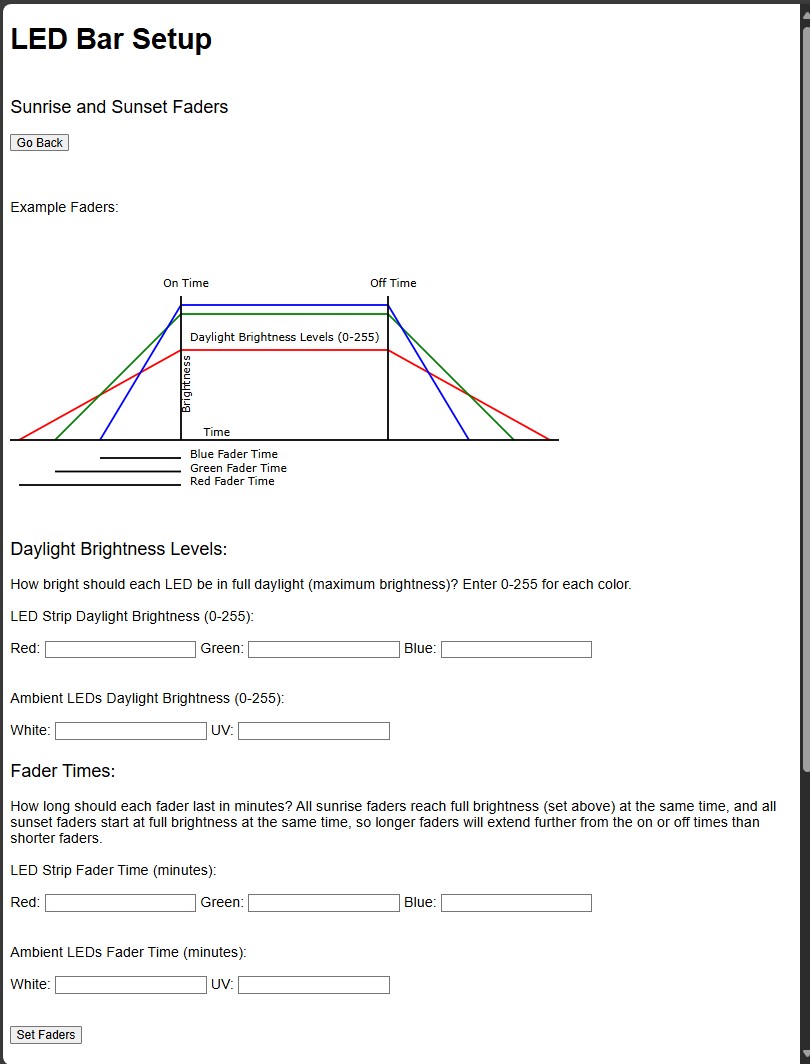 LED Bar Setup
Sunrise and Sunset Faders
Go Back
Example Faders:
On Time
Off Time
Daylight Brightness Levels (0-255)
Brightness
Time
Blue Fader Time
Green Fader Time
Red Fader Time
Daylight Brightness Levels:
How bright should each LED be in full daylight (maximum brightness)? Enter 0-255 for each color.
LED Strip Daylight Brightness (0-255):
Red: Green: Blue:
Ambient LEDs Daylight Brightness (0-255):
White: UV:
Fader Times:
How long should each fader last in minutes? All sunrise faders reach full brightness (set above) at the same time, and all
sunset faders start at full brightness at the same time, so longer faders will extend further from the on or off times than
shorter faders.
LED Strip Fader Time (minutes):
Red: Green: Blue:
Ambient LEDs Fader Time (minutes):
White: UV:
Set Faders